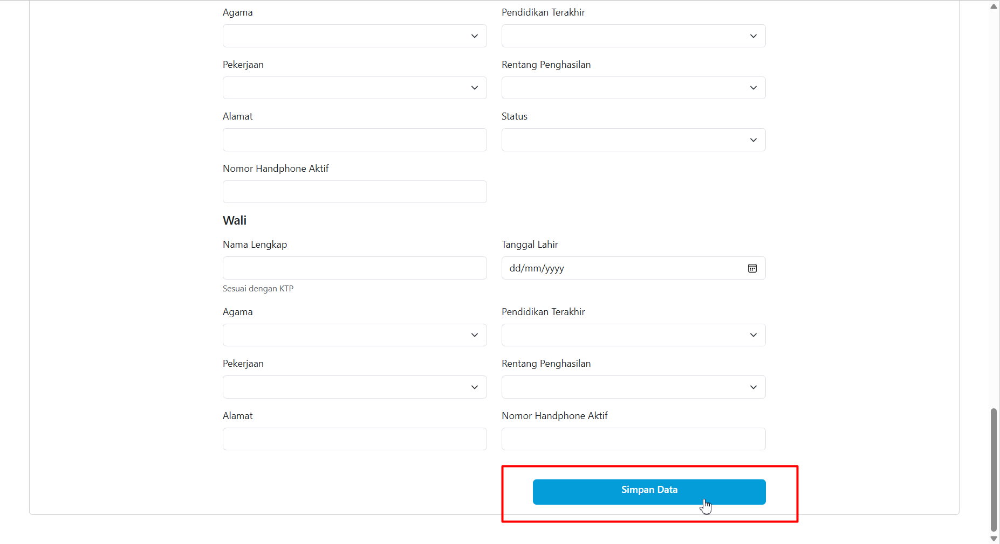 Agama
Pendidikan Terakhir
Pekerjaan
Rentang Penghasilan
Alamat
Status
Nomor Handphone Aktif
Wali
Nama Lengkap
Tanggal Lahir
dd/mm/yyyy
Sesuai dengan KTP
Agama
Pendidikan Terakhir
Pekerjaan
Rentang Penghasilan
Alamat
Nomor Handphone Aktif
Simpan Data